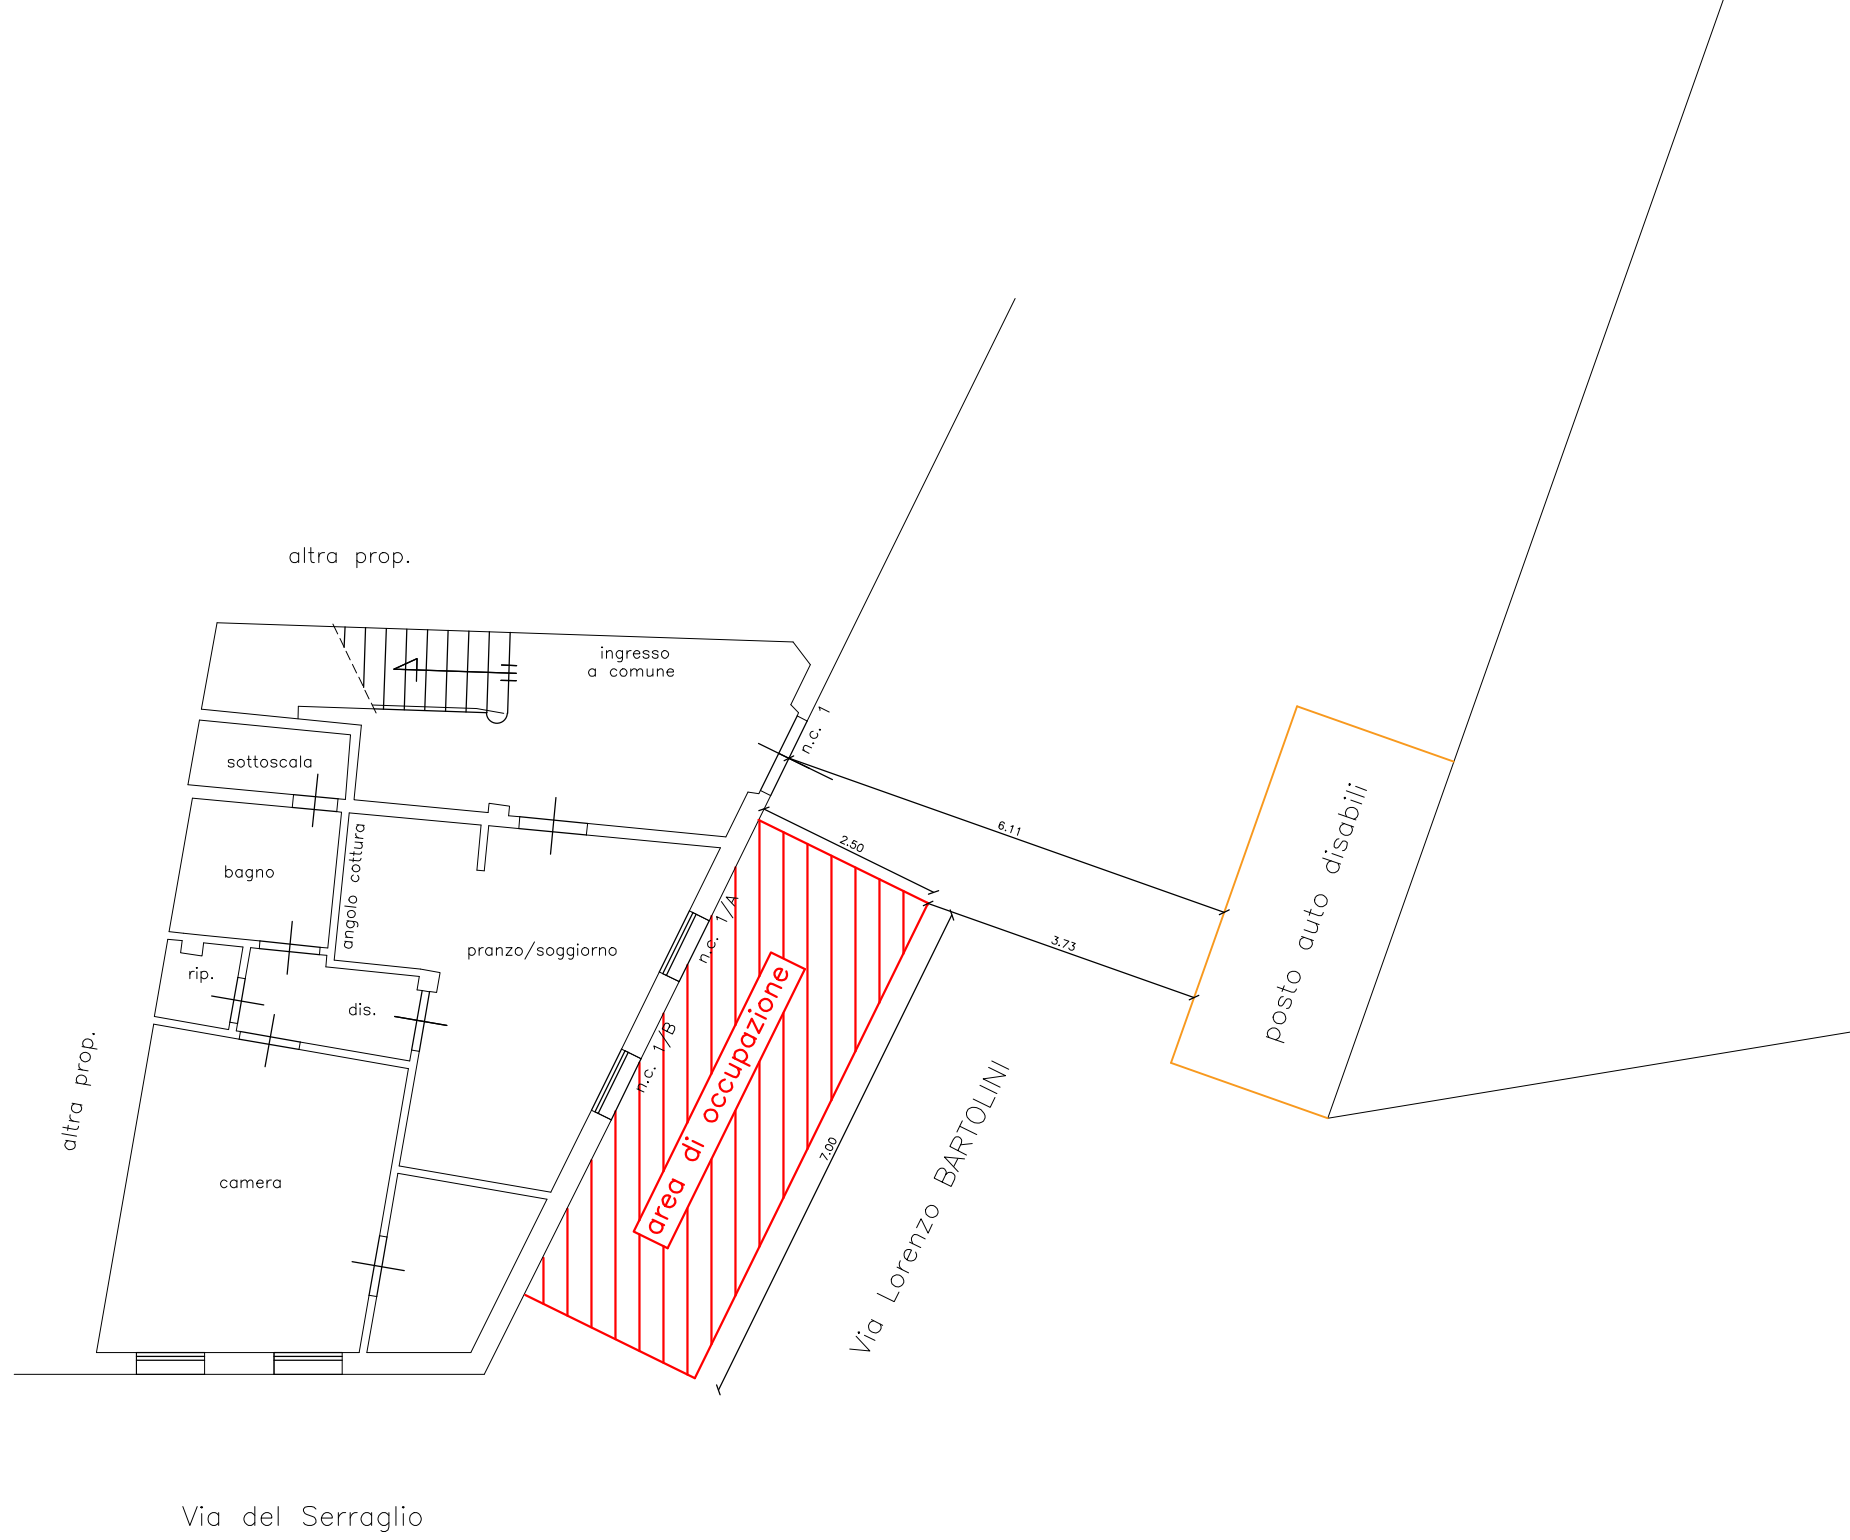 altra prop.
ingresso
a comune
n.c. 1
sottoscala
6.11
posto auto disabili
2.50
bagno
angolo cottura
n.c. 1/A
pranzo/soggiorno
3.73
rip.
dis.
area di occupazione
n.c. 1/B
altra prop.
7.00
Via Lorenzo BARTOLINI
camera
Via del Serraglio